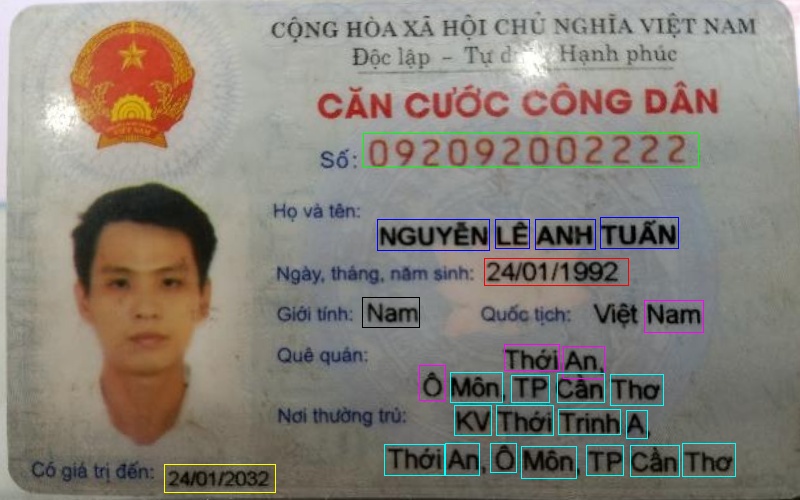 CỘNG HÒA XÃ HỘI CHỦ NGHĨA VIỆT NAM
Độc lập - Tự do Hạnh phúc
CĂN CƯỚC CÔNG DÂN
Số: 092092002222
Họ và tên:
NGUYỄN LÊ ANH TUẤN
Ngày, tháng, năm sinh: 24/01/1992
Giới tính: Nam Quốc tịch: Việt Nam
Quê quán: Thới An,
Ô Môn, TP Cần Thơ
Nơi thường trú: KV Thới Trinh A,
Thới An, Ô Môn, TP Cần Thơ
Có giá trị đến: 24/01/2032
VIỆT NAM